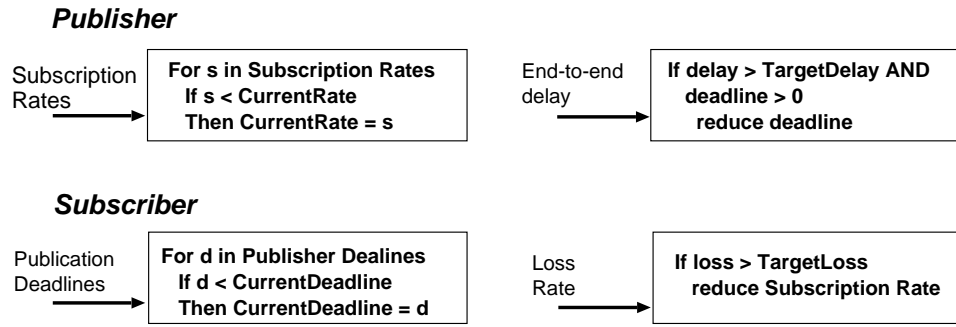 Publisher
Subscription
Rates
For s in Subscription Rates
If s < CurrentRate
Then CurrentRate = s
End-to-end
delay
If delay > TargetDelay AND
deadline > 0
reduce deadline
Subscriber
Publication
Deadlines
For d in Publisher Dealines
If d < CurrentDeadline
Then CurrentDeadline = d
Loss
Rate
If loss > TargetLoss
reduce Subscription Rate